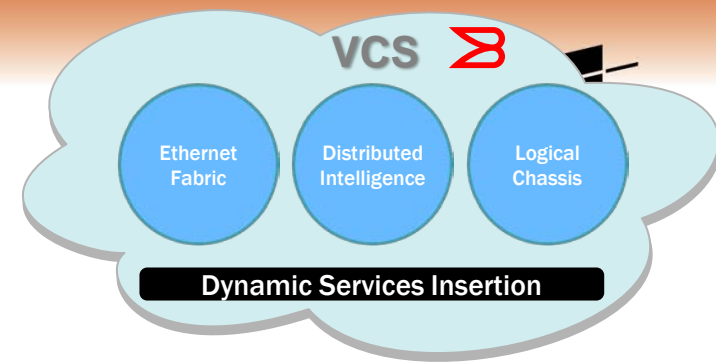 VCS
Ethernet
Fabric
Distributed
Intelligence
Logical
Chassis
Dynamic Services Insertion